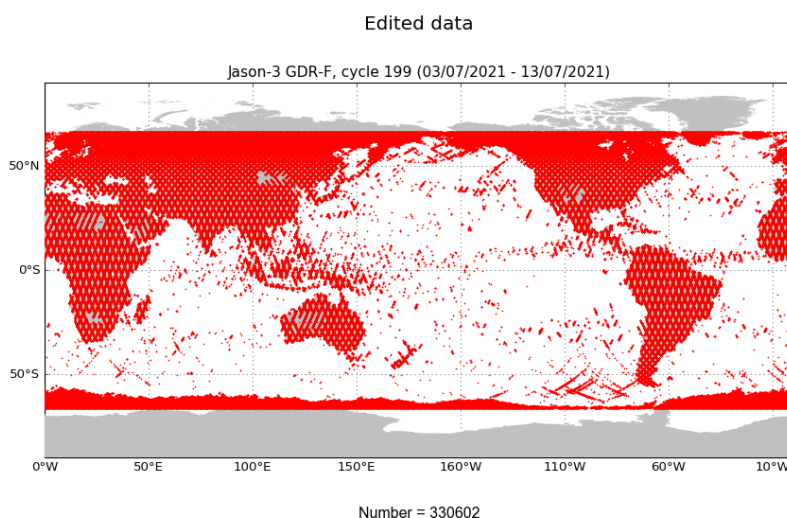 Edited data
Jason-3 GDR-F, cycle 199 (03/07/2021 - 13/07/2021)
50°N
0°S
50°S
0°W 50°E 100°E 150°E 160°W 110°W 60°W 10°W
Number = 330602